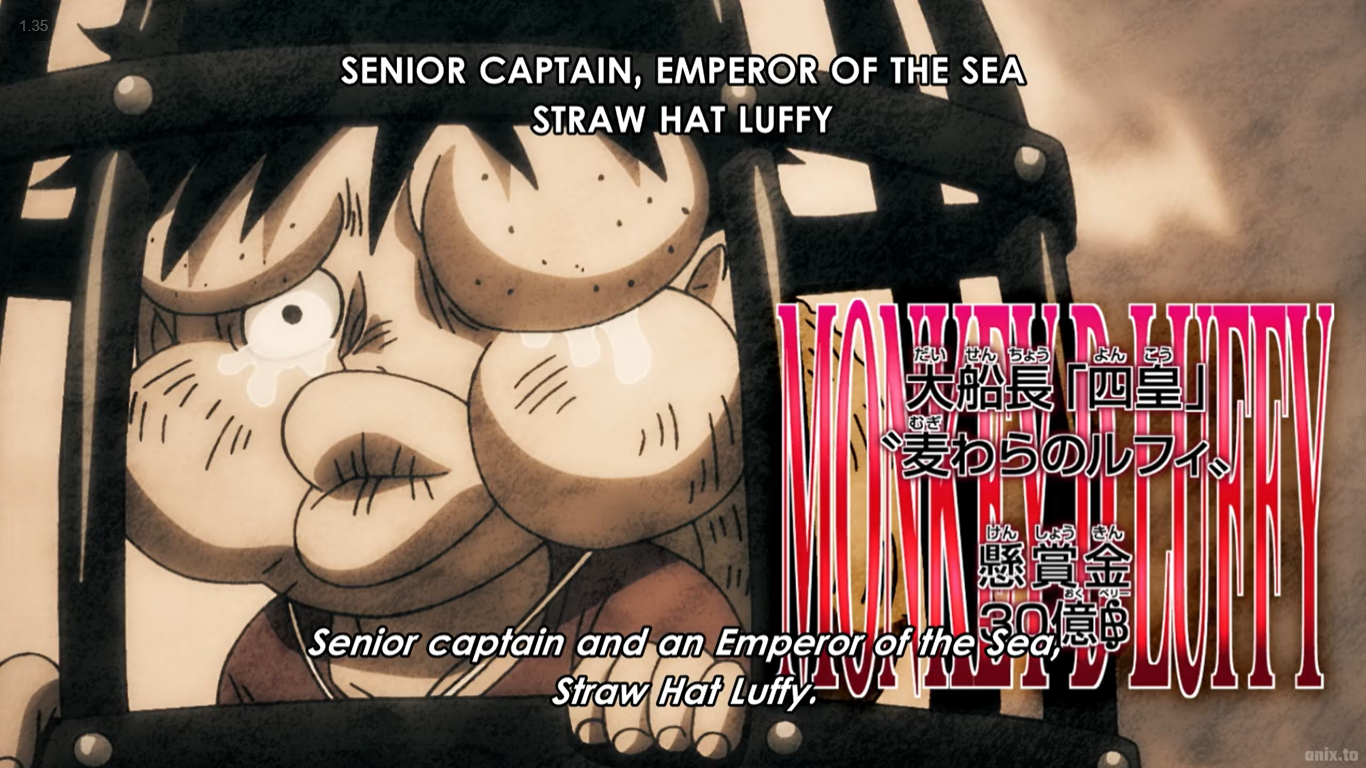 1.35
SENIOR CAPTAIN, EMPEROR OF THE SEA
STRAW HAT LUFFY
MONKEY D LUFFY
だい せん ちょう よん こう
大船長「四皇」
むぎ
〝麦わらのルフィ〟
けん しょう きん
懸賞金
おく ベリー
30億฿
Senior captain and an Emperor of the Sea,
Straw Hat Luffy.
anix.to